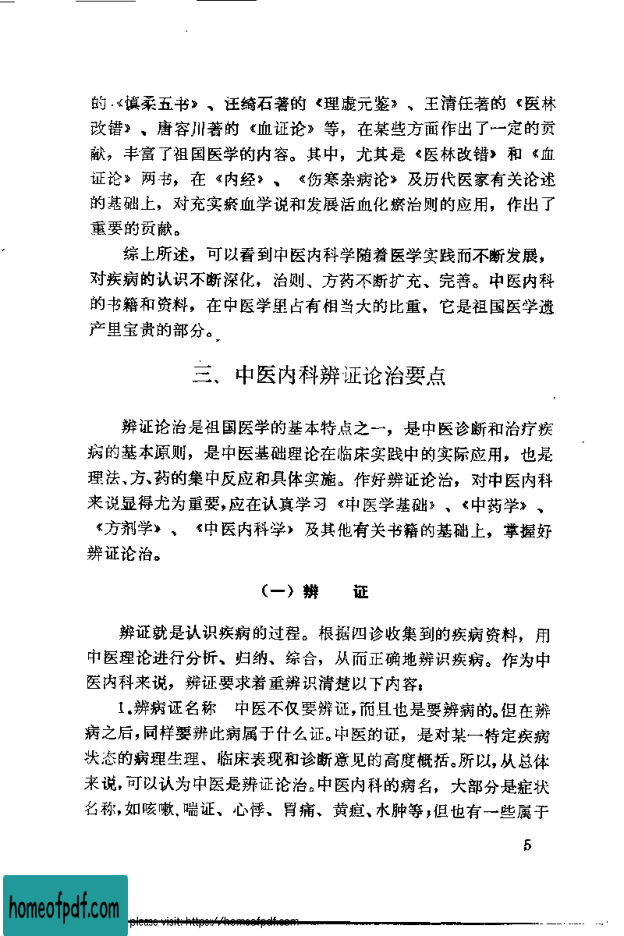 的《慎柔五书》、汪绮石著的《理虚元鉴》、王清任著的《医林
改错》、唐容川著的《血证论》等，在某些方面作出了一定的贡
献，丰富了祖国医学的内容。其中，尤其是《医林改错》和《血
证论》两书，在《内经》、《伤寒杂病论》及历代医家有关论述
的基础上，对充实瘀血学说和发展活血化瘀治则的应用，作出了
重要的贡献。
综上所述，可以看到中医内科学随着医学实践而不断发展，
对疾病的认识不断深化，治则、方药不断扩充、完善。中医内科
的书籍和资料，在中医学里占有相当大的比重，它是祖国医学遗
产里宝贵的部分。
三、中医内科辨证论治要点
辨证论治是祖国医学的基本特点之一，是中医诊断和治疗疾
病的基本原则，是中医基础理论在临床实践中的实际应用，也是
理法、方、药的集中反应和具体实施。作好辨证论治，对中医内科
来说显得尤为重要，应在认真学习《中医学基础》、《中药学》、
《方剂学》、《中医内科学》及其他有关书籍的基础上，掌握好
辨证论治。
（一）辨　证
辨证就是认识疾病的过程。根据四诊收集到的疾病资料，用
中医理论进行分析、归纳、综合，从而正确地辨识疾病。作为中
医内科来说，辨证要求着重辨识清楚以下内容：
1.辨病证名称　中医不仅要辨证，而且也是要辨病的。但在辨
病之后，同样要辨此病属于什么证。中医的证，是对某一特定疾病
状态的病理生理、临床表现和诊断意见的高度概括。所以，从总体
来说，可以认为中医是辨证论治。中医内科的病名，大部分是症状
名称，如咳嗽、喘证、心悸、胃痛、黄疸、水肿等；但也有一些属于
5
homeofpdf.com
please visit: https://homeofpdf.com